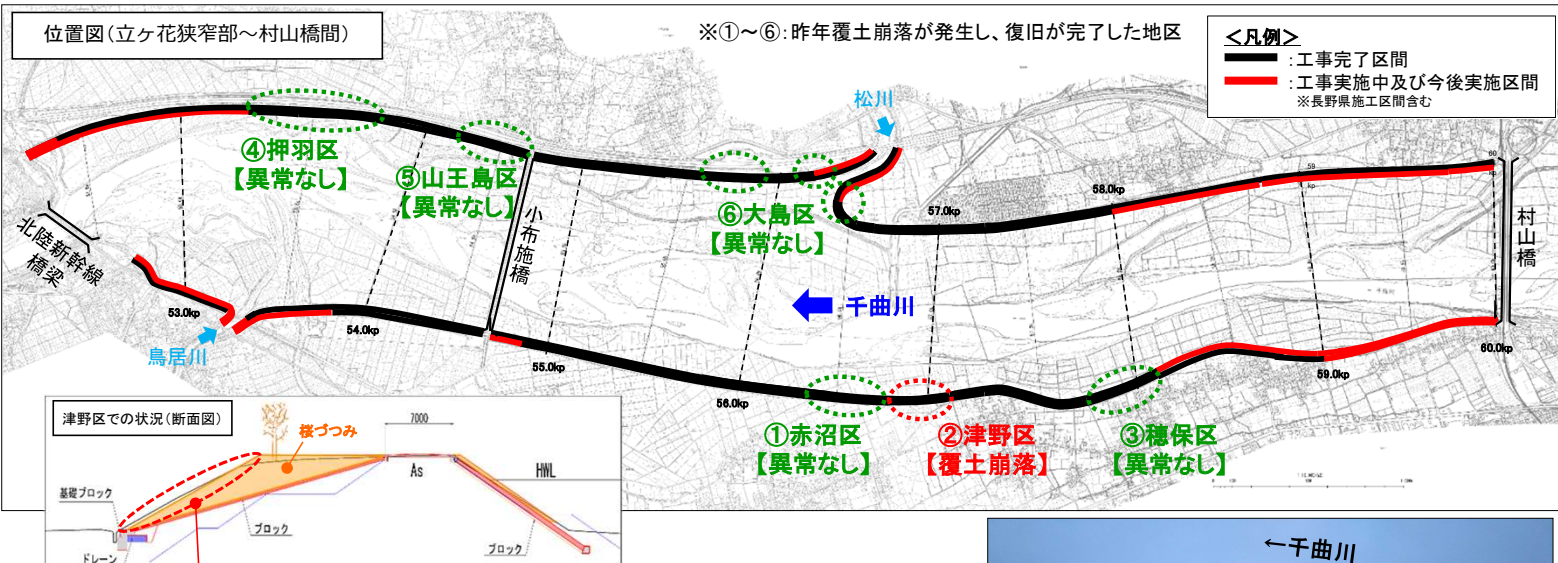 位置図(立ヶ花狭窄部~村山橋間)
※①~⑥:昨年覆土崩落が発生し、復旧が完了した地区
<凡例>
:工事完了区間
:工事実施中及び今後実施区間
※長野県施工区間含む
松川
④押羽区
【異常なし】
⑤山王島区
【異常なし】
小布施橋
⑥大島区
【異常なし】
57.0kp
58.0kp
59
kp
60
kp
村山橋
北陸新幹線
橋梁
53.0kp
鳥居川
54.0kp
千曲川
55.0kp
56.0kp
59.0kp
60.0kp
①赤沼区
【異常なし】
②津野区
【覆土崩落】
③穂保区
【異常なし】
津野区での状況(断面図)
桜づつみ
7000
As
HWL
基礎ブロック
ブロック
ドレーン
ブロック
←千曲川